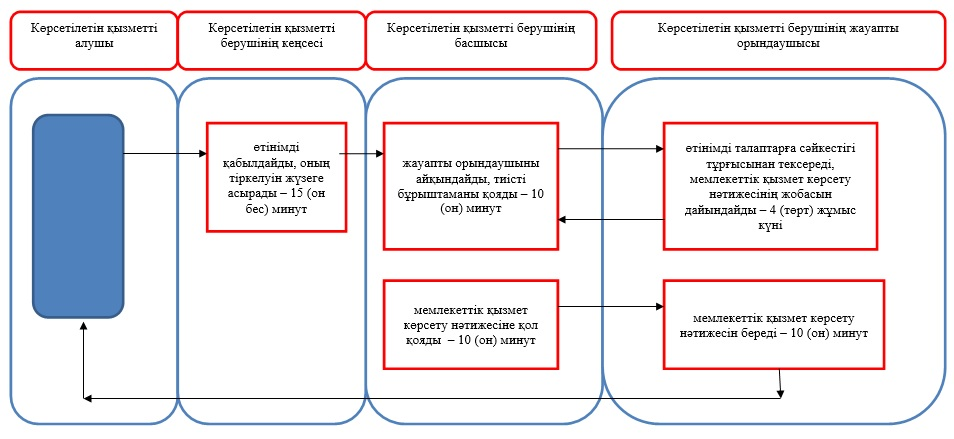 Көрсетілетін қызметті
алушы
Көрсетілетін қызметті
берушінің кеңсесі
Көрсетілетін қызметті берушінің
басшысы
Көрсетілетін қызметті берушінің жауапты
орындаушысы
өтінімді
қабылдайды, оның
тіркелуін жүзеге
асырады – 15 (он
бес) минут
жауапты орындаушыны
айқындайды, тиісті
бұрыштаманы қояды – 10
(он) минут
өтінімді талаптарға сәйкестігі
тұрғысынан тексереді,
мемлекеттік қызмет көрсету
нәтижесінің жобасын
дайындайды – 4 (төрт) жұмыс
күні
мемлекеттік қызмет
көрсету нәтижесіне қол
қояды – 10 (он) минут
мемлекеттік қызмет көрсету
нәтижесін береді – 10 (он) минут